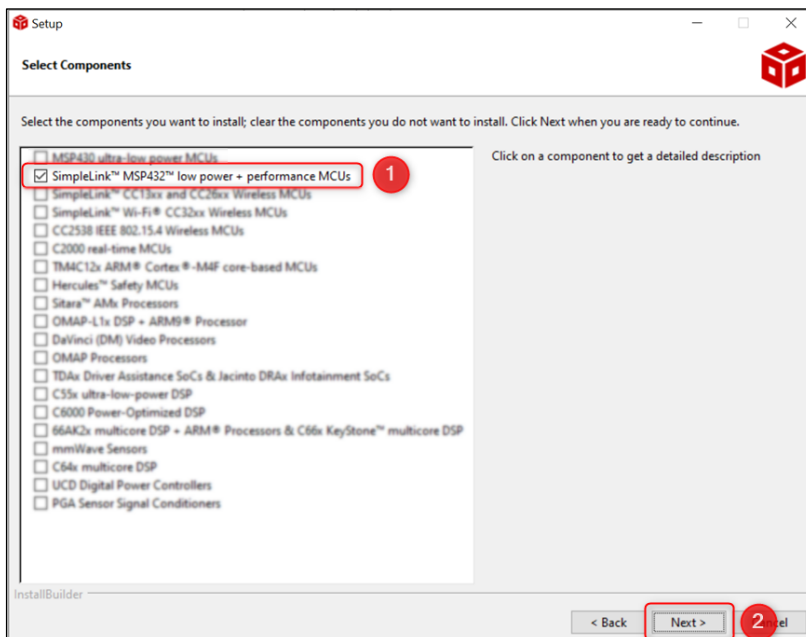 Setup
Select Components
Select the components you want to install; clear the components you do not want to install. Click Next when you are ready to continue.
MSP430 ultra-low power MCUs
Click on a component to get a detailed description
SimpleLink™ MSP432™ low power + performance MCUs
1
SimpleLink™ CC13xx and CC26xx Wireless MCUs
SimpleLink™ Wi-Fi® CC32xx Wireless MCUs
CC2538 IEEE 802.15.4 Wireless MCUs
C2000 real-time MCUs
TM4C12x ARM® Cortex®-M4F core-based MCUs
Hercules™ Safety MCUs
Sitara™ AMx Processors
OMAP-L1x DSP + ARM9® Processor
DaVinci (DM) Video Processors
OMAP Processors
TDAx Driver Assistance SoCs & Jacinto DRAx Infotainment SoCs
C55x ultra-low-power DSP
C6000 Power-Optimized DSP
66AK2x multicore DSP + ARM® Processors & C66x KeyStone™ multicore DSP
mmWave Sensors
C64x multicore DSP
UCD Digital Power Controllers
PGA Sensor Signal Conditioners
InstallBuilder
< Back
Next >
2